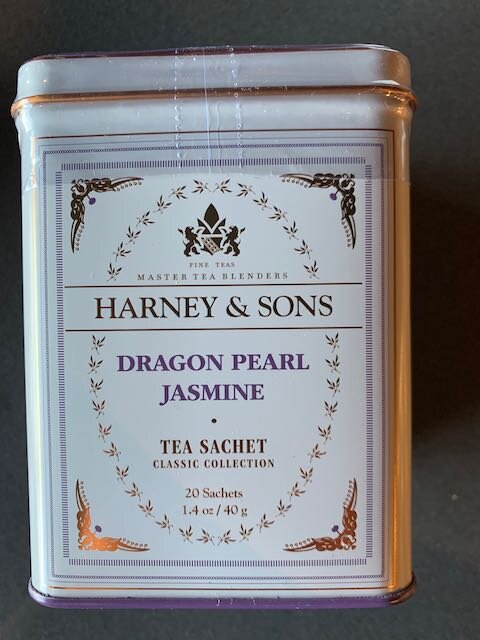 FINE TEAS
MASTER TEA BLENDERS
HARNEY & SONS
DRAGON PEARL
JASMINE
•
TEA SACHET
CLASSIC COLLECTION
20 Sachets
1.4 oz / 40 g